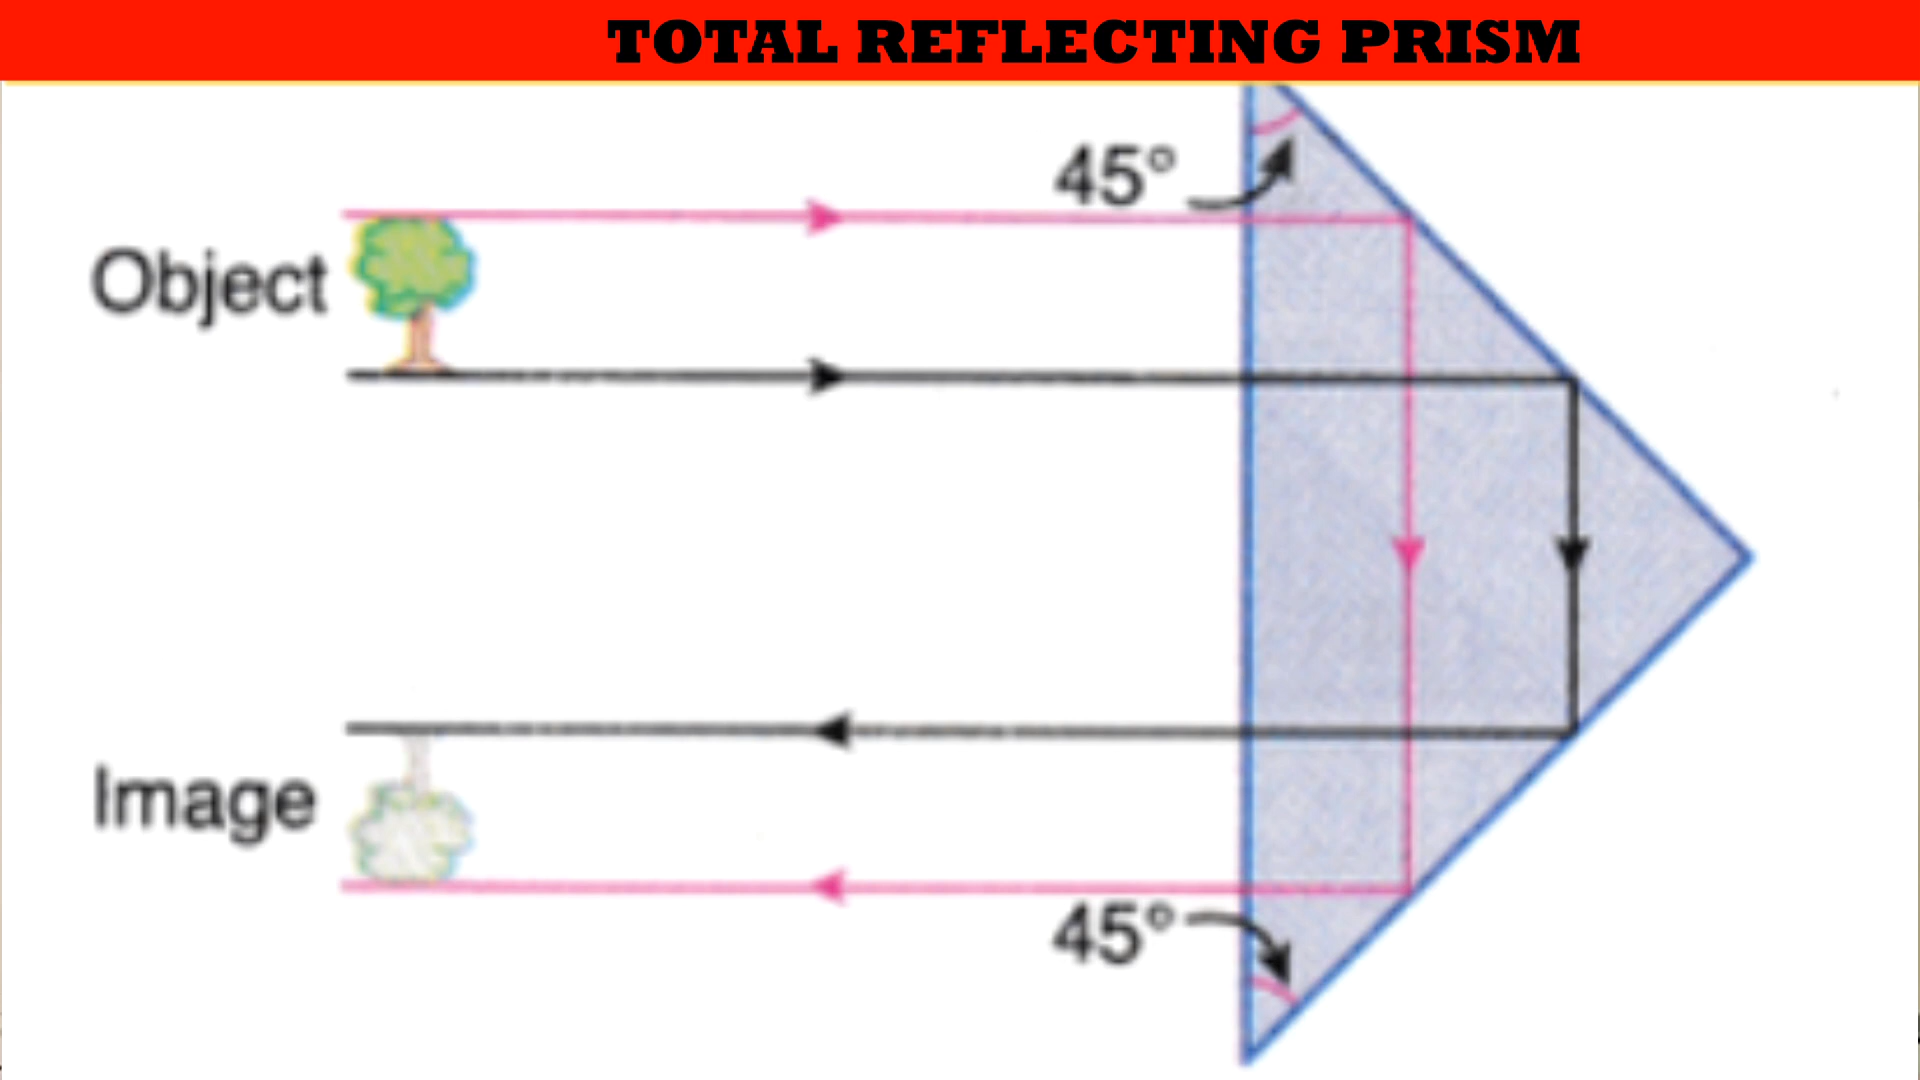 TOTAL REFLECTING PRISM
45°
Object
Image
45°